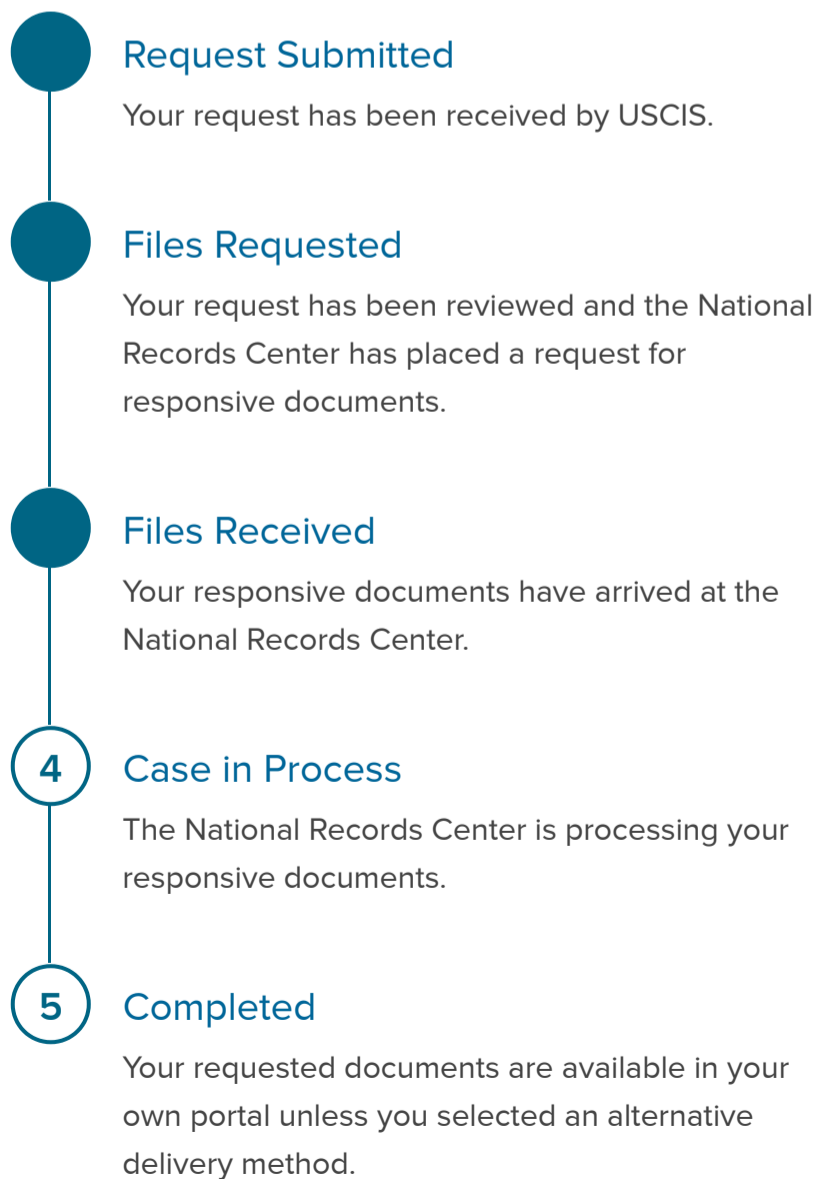 Request Submitted
Your request has been received by USCIS.
Files Requested
Your request has been reviewed and the National
Records Center has placed a request for
responsive documents.
Files Received
Your responsive documents have arrived at the
National Records Center.
4 Case in Process
The National Records Center is processing your
responsive documents.
5 Completed
Your requested documents are available in your
own portal unless you selected an alternative
delivery method.